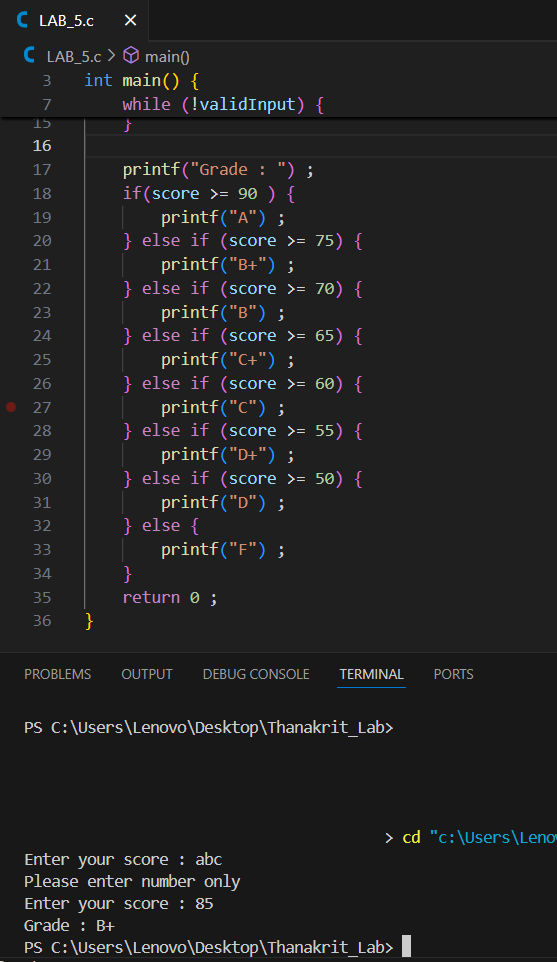 LAB_5.c
LAB_5.c > main()
3 int main() {
7 while (!validInput) {
15 }
16
17 printf("Grade : ") ;
18 if(score >= 90 ) {
19 printf("A") ;
20 } else if (score >= 75) {
21 printf("B+") ;
22 } else if (score >= 70) {
23 printf("B") ;
24 } else if (score >= 65) {
25 printf("C+") ;
26 } else if (score >= 60) {
27 printf("C") ;
28 } else if (score >= 55) {
29 printf("D+") ;
30 } else if (score >= 50) {
31 printf("D") ;
32 } else {
33 printf("F") ;
34 }
35 return 0 ;
36 }
PROBLEMS OUTPUT DEBUG CONSOLE TERMINAL PORTS
PS C:\Users\Lenovo\Desktop\Thanakrit_Lab>
> cd "c:\Users\Leno
Enter your score : abc
Please enter number only
Enter your score : 85
Grade : B+
PS C:\Users\Lenovo\Desktop\Thanakrit_Lab>